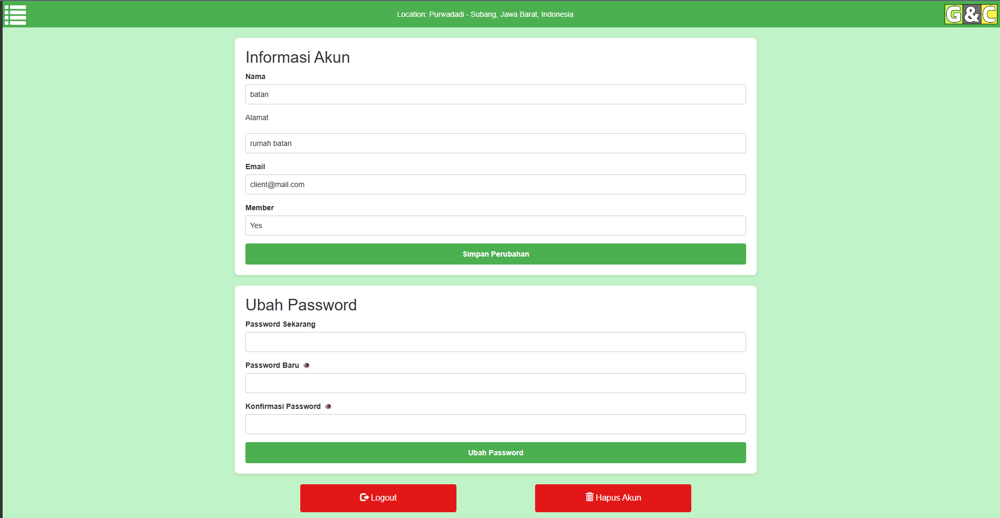 Location: Purwadadi - Subang, Jawa Barat, Indonesia
G&C
Informasi Akun
Nama
batan
Alamat
rumah batan
Email
client@mail.com
Member
Yes
Simpan Perubahan
Ubah Password
Password Sekarang
Password Baru
Konfirmasi Password
Ubah Password
Logout
Hapus Akun